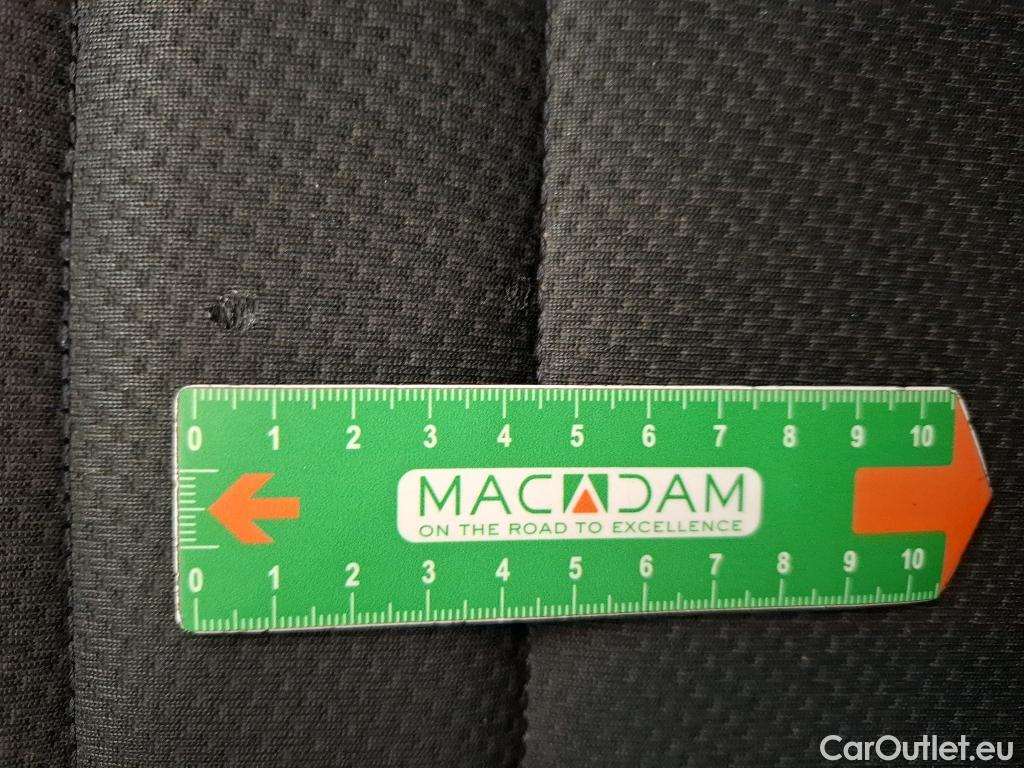 0 1 2 3 4 5 6 7 8 9 10
MACADAM
ON THE ROAD TO EXCELLENCE
0 1 2 3 4 5 6 7 8 9 10
CarOutlet.eu